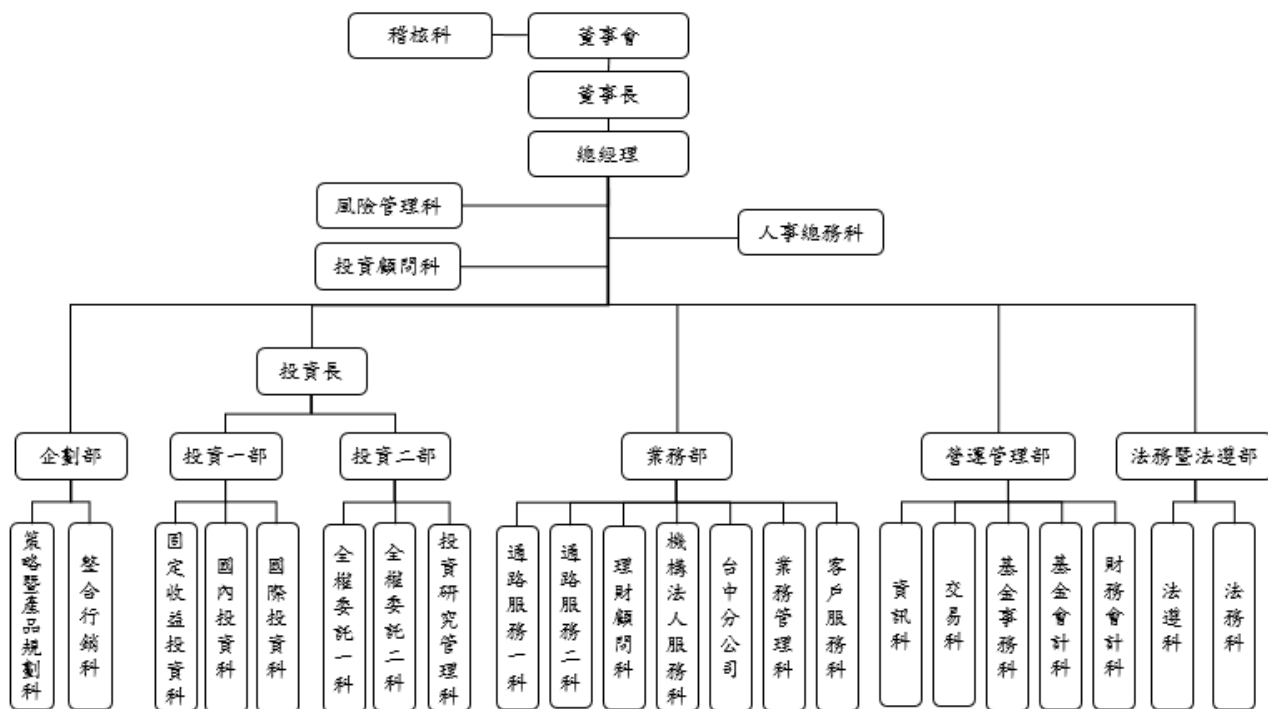 稽核科
董事會
董事長
總經理
風險管理科
人事總務科
投資顧問科
投資長
企劃部
投資一部
投資二部
業務部
營運管理部
法務暨法遵部
策略暨產品規劃科
整合行銷科
固定收益投資科
國內投資科
國際投資科
全權委託一科
全權委託二科
投資研究管理科
通路服務一科
通路服務二科
理財顧問科
機構法人服務科
台中分公司
業務管理科
客戶服務科
資訊科
交易科
基金事務科
基金會計科
財務會計科
法遵科
法務科